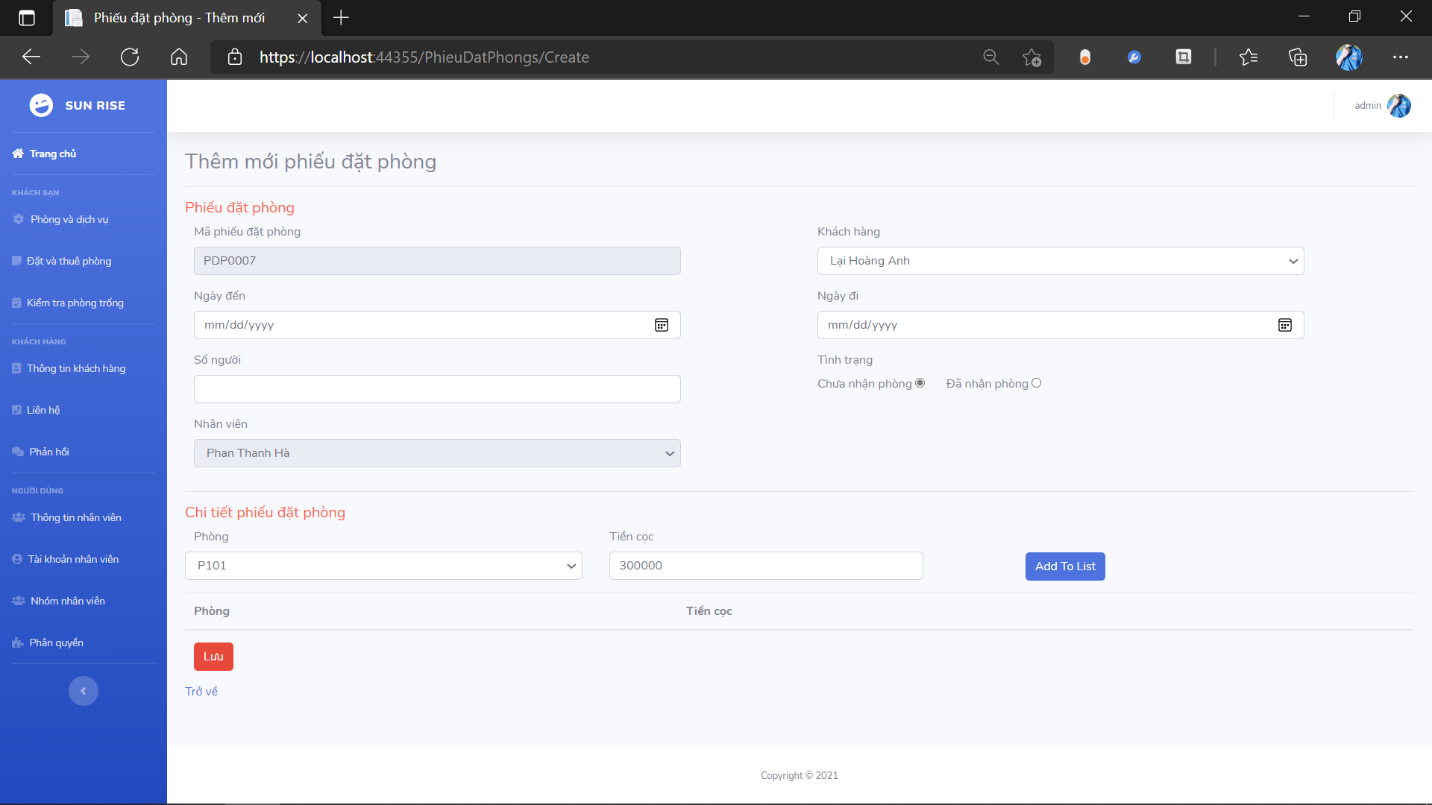 Phiếu đặt phòng - Thêm mới
https://localhost:44355/PhieuDatPhongs/Create
SUN RISE
admin
Trang chủ
KHÁCH SẠN
Phòng và dịch vụ
Đặt và thuê phòng
Kiểm tra phòng trống
KHÁCH HÀNG
Thông tin khách hàng
Liên hệ
Phản hồi
NGƯỜI DÙNG
Thông tin nhân viên
Tài khoản nhân viên
Nhóm nhân viên
Phân quyền
Thêm mới phiếu đặt phòng
Phiếu đặt phòng
Mã phiếu đặt phòng
PDP0007
Khách hàng
Lại Hoàng Anh
Ngày đến
mm/dd/yyyy
Ngày đi
mm/dd/yyyy
Số người
Tình trạng
Chưa nhận phòng Đã nhận phòng
Nhân viên
Phan Thanh Hà
Chi tiết phiếu đặt phòng
Phòng
P101
Tiền cọc
300000
Add To List
Phòng Tiền cọc
Lưu
Trở về
Copyright © 2021